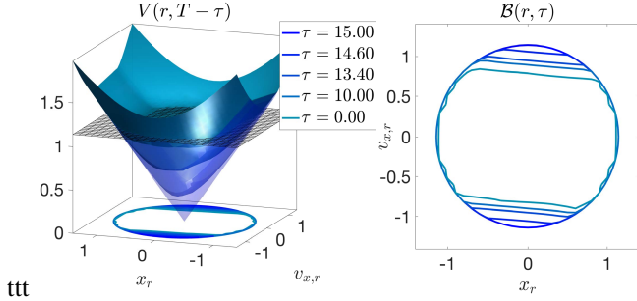 V(r, T − τ)
B(r, τ)
τ = 15.00
τ = 14.60
τ = 13.40
τ = 10.00
τ = 0.00
1.5
1
0.5
0
1
0
-1
x_r
-1
0
1
v_{x,r}
1
0.5
0
-0.5
-1
v_{x,r}
-1
0
1
x_r
ttt